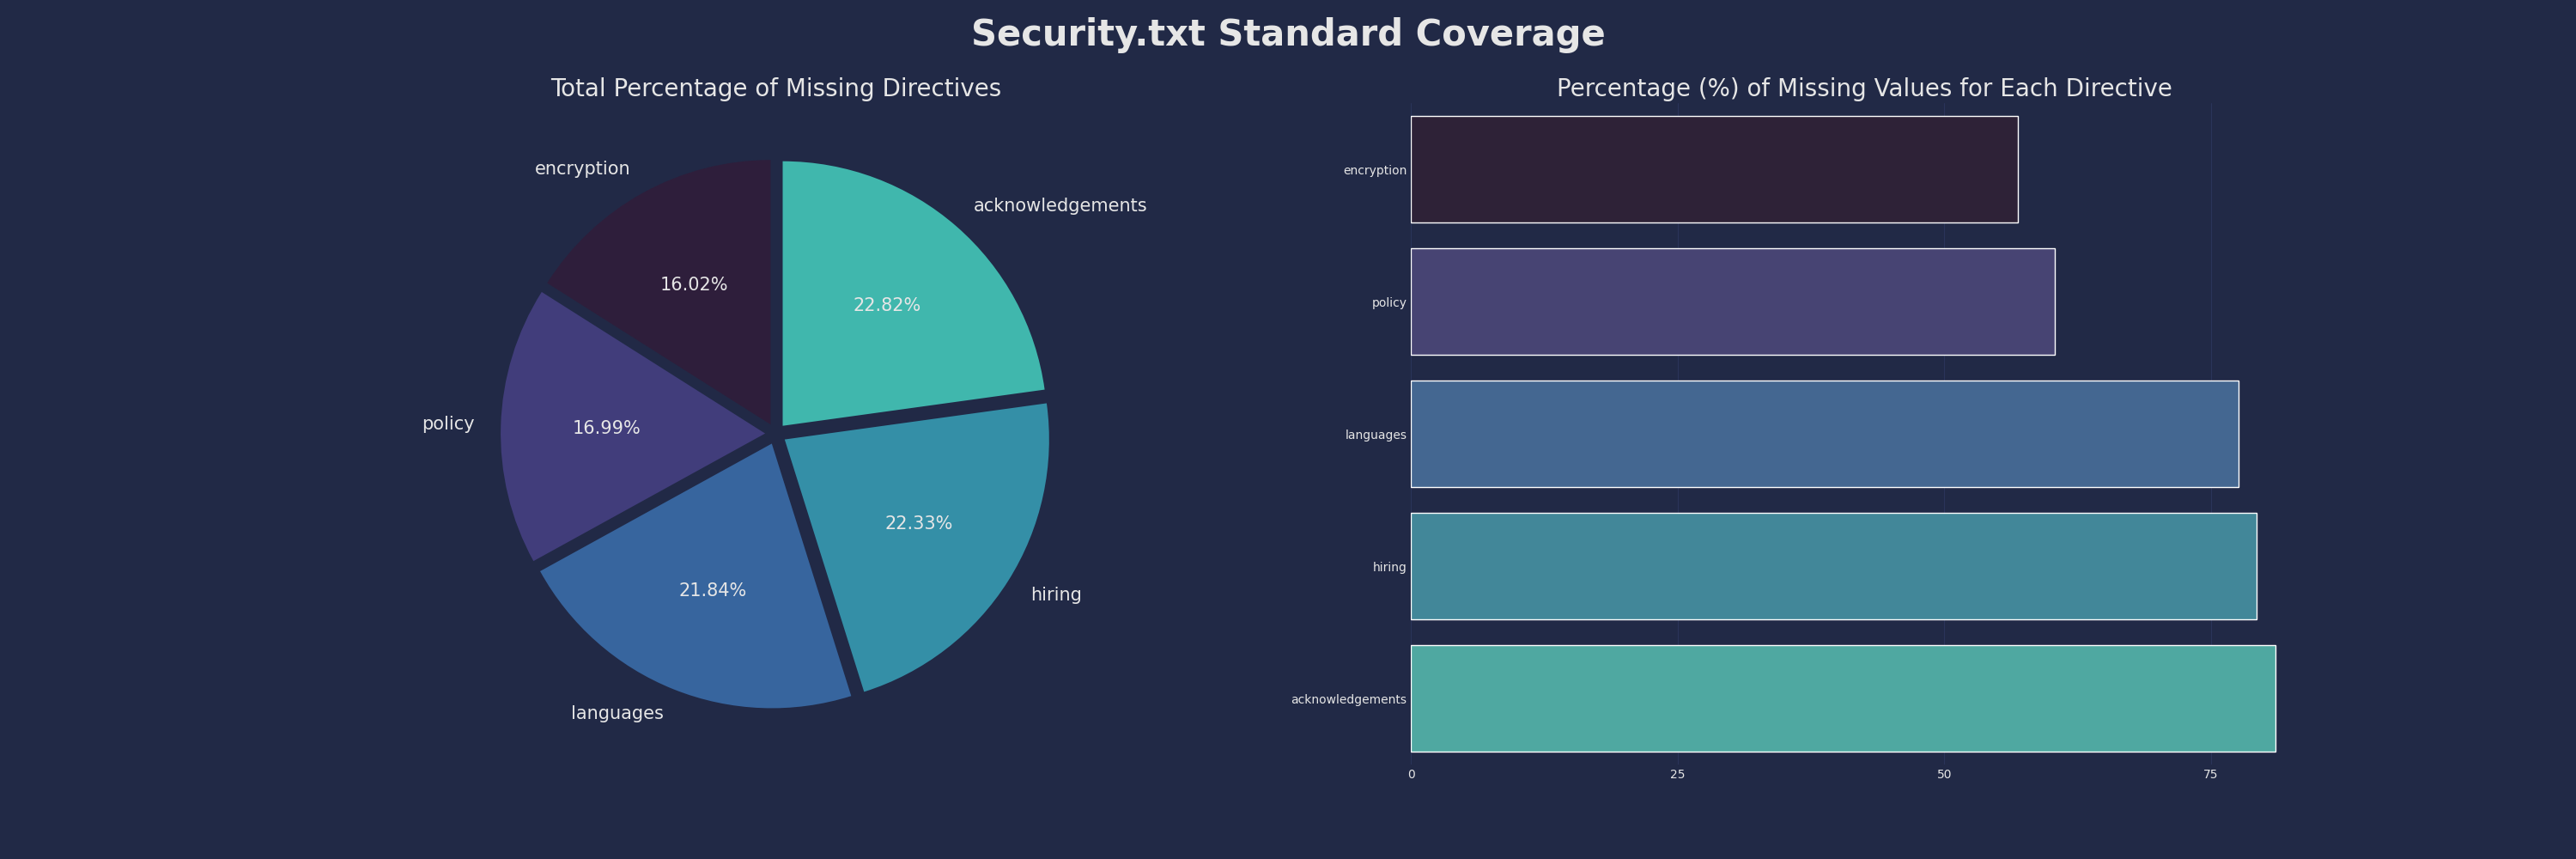 Security.txt Standard Coverage
Total Percentage of Missing Directives
encryption
acknowledgements
16.02%
22.82%
policy
16.99%
22.33%
21.84%
hiring
languages
Percentage (%) of Missing Values for Each Directive
encryption
policy
languages
hiring
acknowledgements
0
25
50
75